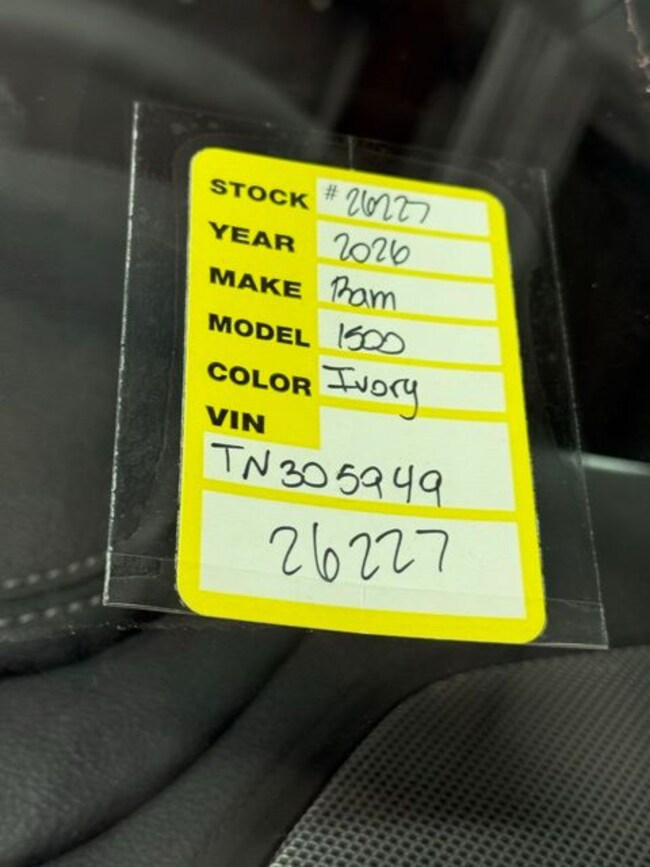 STOCK #26227
YEAR 2026
MAKE Ram
MODEL 1500
COLOR Ivory
VIN
TN305949
26227